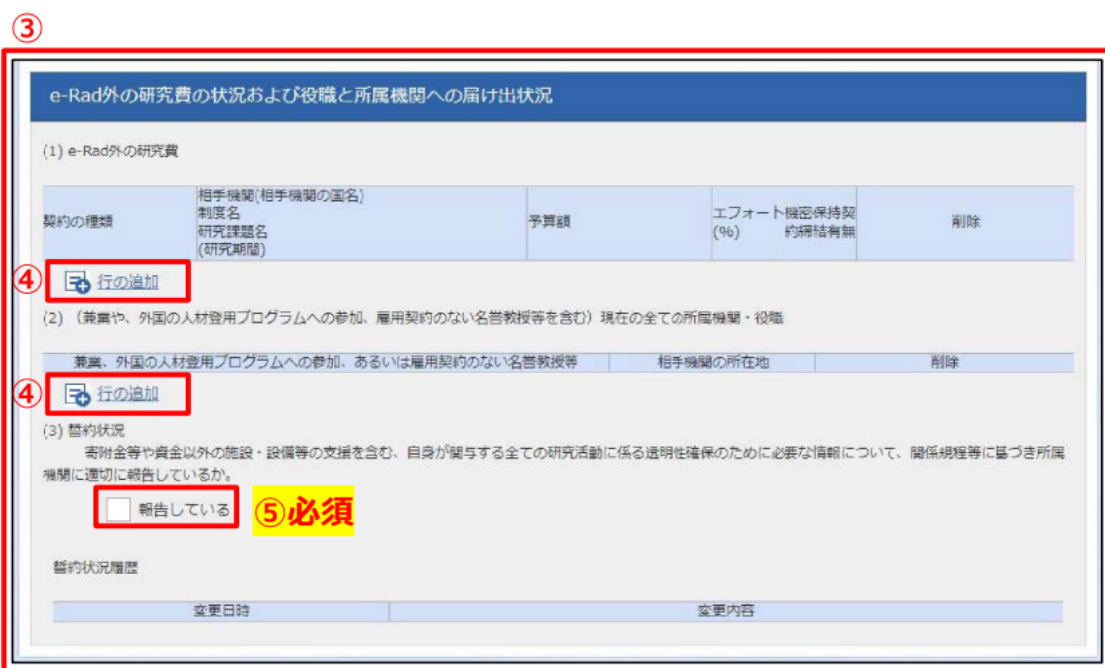 ③
e-Rad外の研究費の状況および役職と所属機関への届け出状況
(1) e-Rad外の研究費
契約の種類
相手機関(相手機関の国名)
制度名
研究課題名
(研究期間)
予算額
エフォート
(%)
機密保持契
約締結有無
削除
④ 行の追加
(2) (兼業や、外国の人材登用プログラムへの参加、雇用契約のない名誉教授等を含む) 現在の全ての所属機関・役職
兼業、外国の人材登用プログラムへの参加、あるいは雇用契約のない名誉教授等 相手機関の所在地 削除
④ 行の追加
(3) 誓約状況
寄附金等や資金以外の施設・設備等の支援を含む、自身が関与する全ての研究活動に係る透明性確保のために必要な情報について、関係規程等に基づき所属
機関に適切に報告しているか。
報告している ⑤必須
誓約状況履歴
変更日時 変更内容